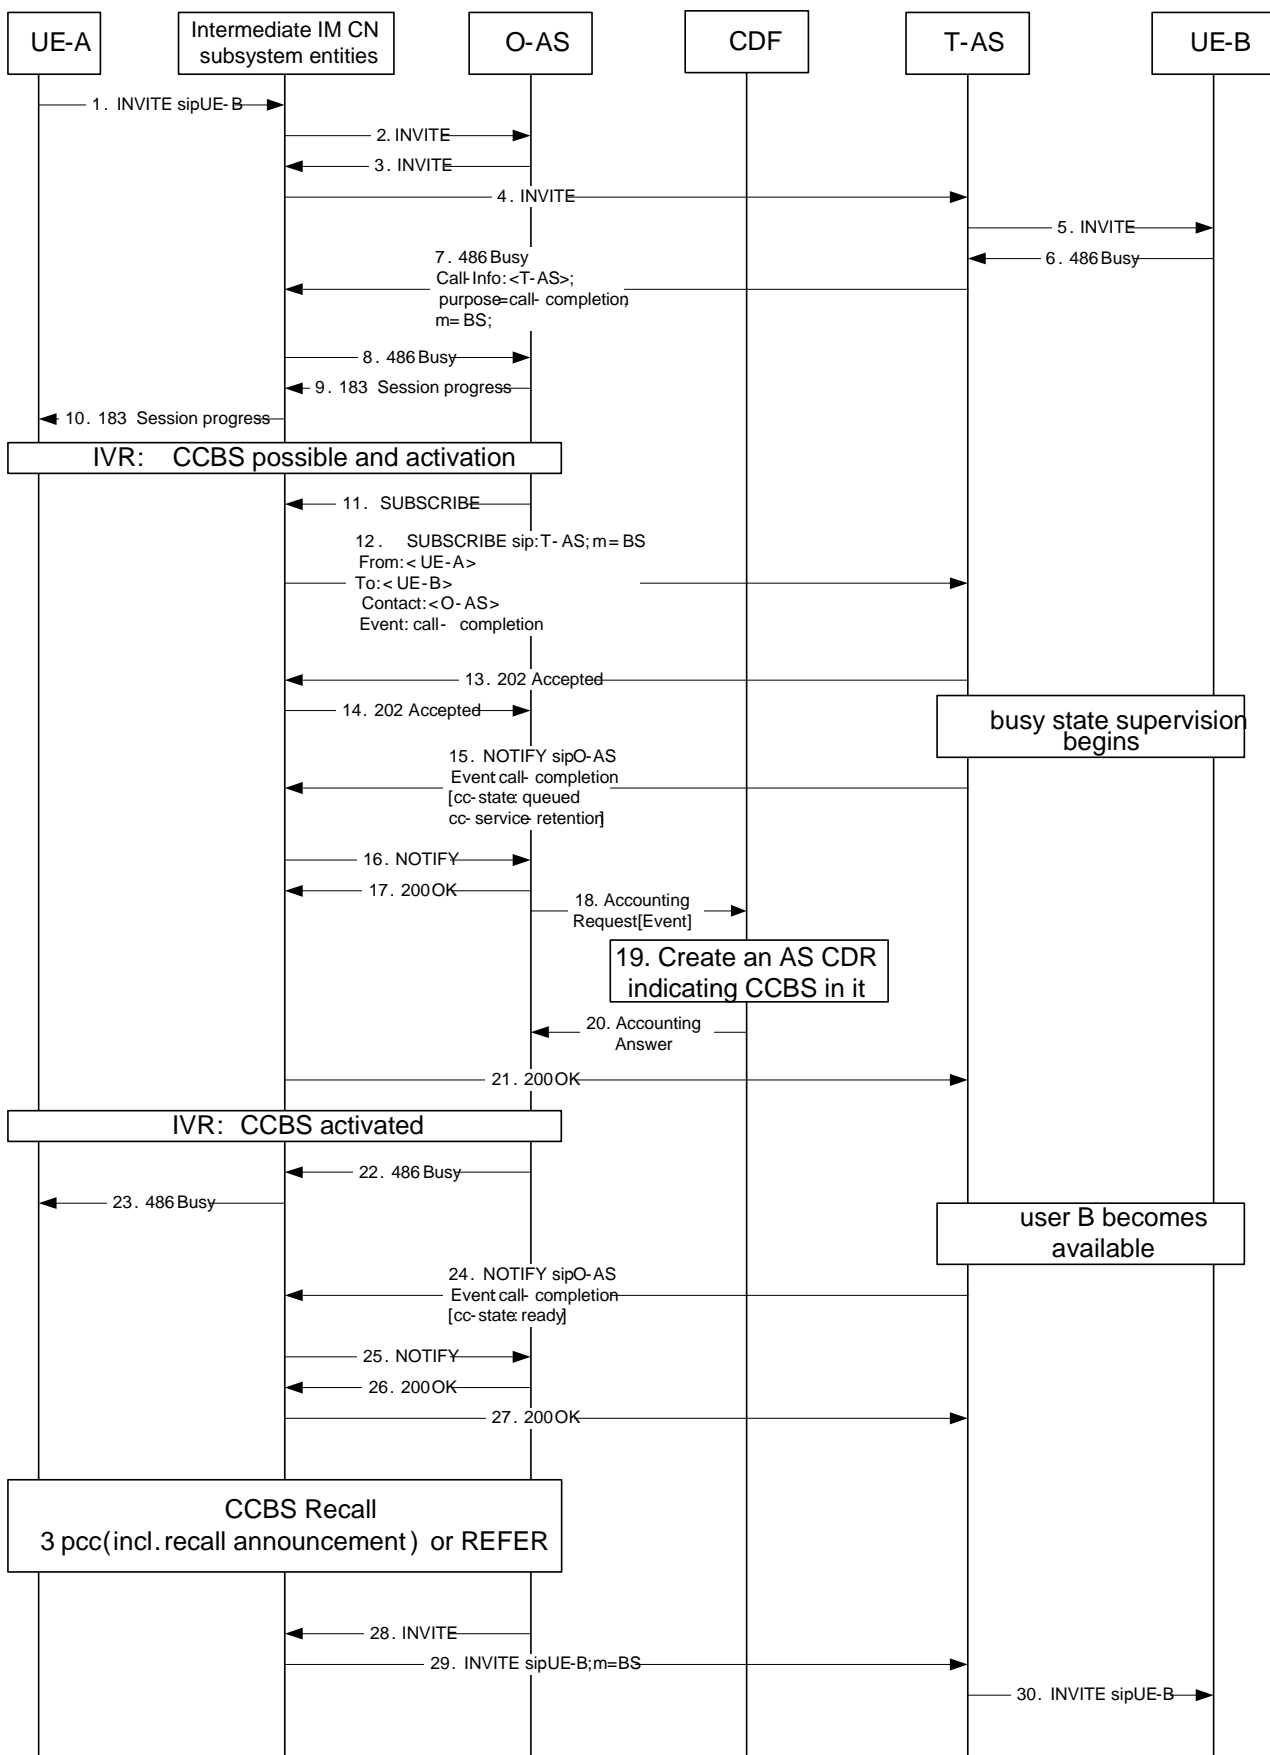 UE-A
Intermediate IM CN
subsystem entities
O-AS
CDF
T-AS
UE-B
1. INVITE sipUE-B
2. INVITE
3. INVITE
4. INVITE
5. INVITE
6. 486 Busy
7. 486 Busy
Call-Info:<T-AS>;
purpose=call- completion;
m= BS;
8. 486 Busy
9. 183 Session progress
10. 183 Session progress
IVR: CCBS possible and activation
11. SUBSCRIBE
12. SUBSCRIBE sip:T- AS; m= BS
From:< UE-A>
To:< UE-B>
Contact:<O- AS>
Event: call- completion
13. 202 Accepted
14. 202 Accepted
busy state supervision
begins
15. NOTIFY sipO-AS
Event call- completion
[cc- state: queued
cc- service- retention]
16. NOTIFY
17. 200 OK
18. Accounting
Request[Event]
19. Create an AS CDR
indicating CCBS in it
20. Accounting
Answer
21. 200 OK
IVR: CCBS activated
22. 486 Busy
23. 486 Busy
user B becomes
available
24. NOTIFY sipO-AS
Event call- completion
[cc- state: ready]
25. NOTIFY
26. 200 OK
27. 200 OK
CCBS Recall
3 pcc(incl. recall announcement) or REFER
28. INVITE
29. INVITE sipUE-B;m=BS
30. INVITE sipUE-B